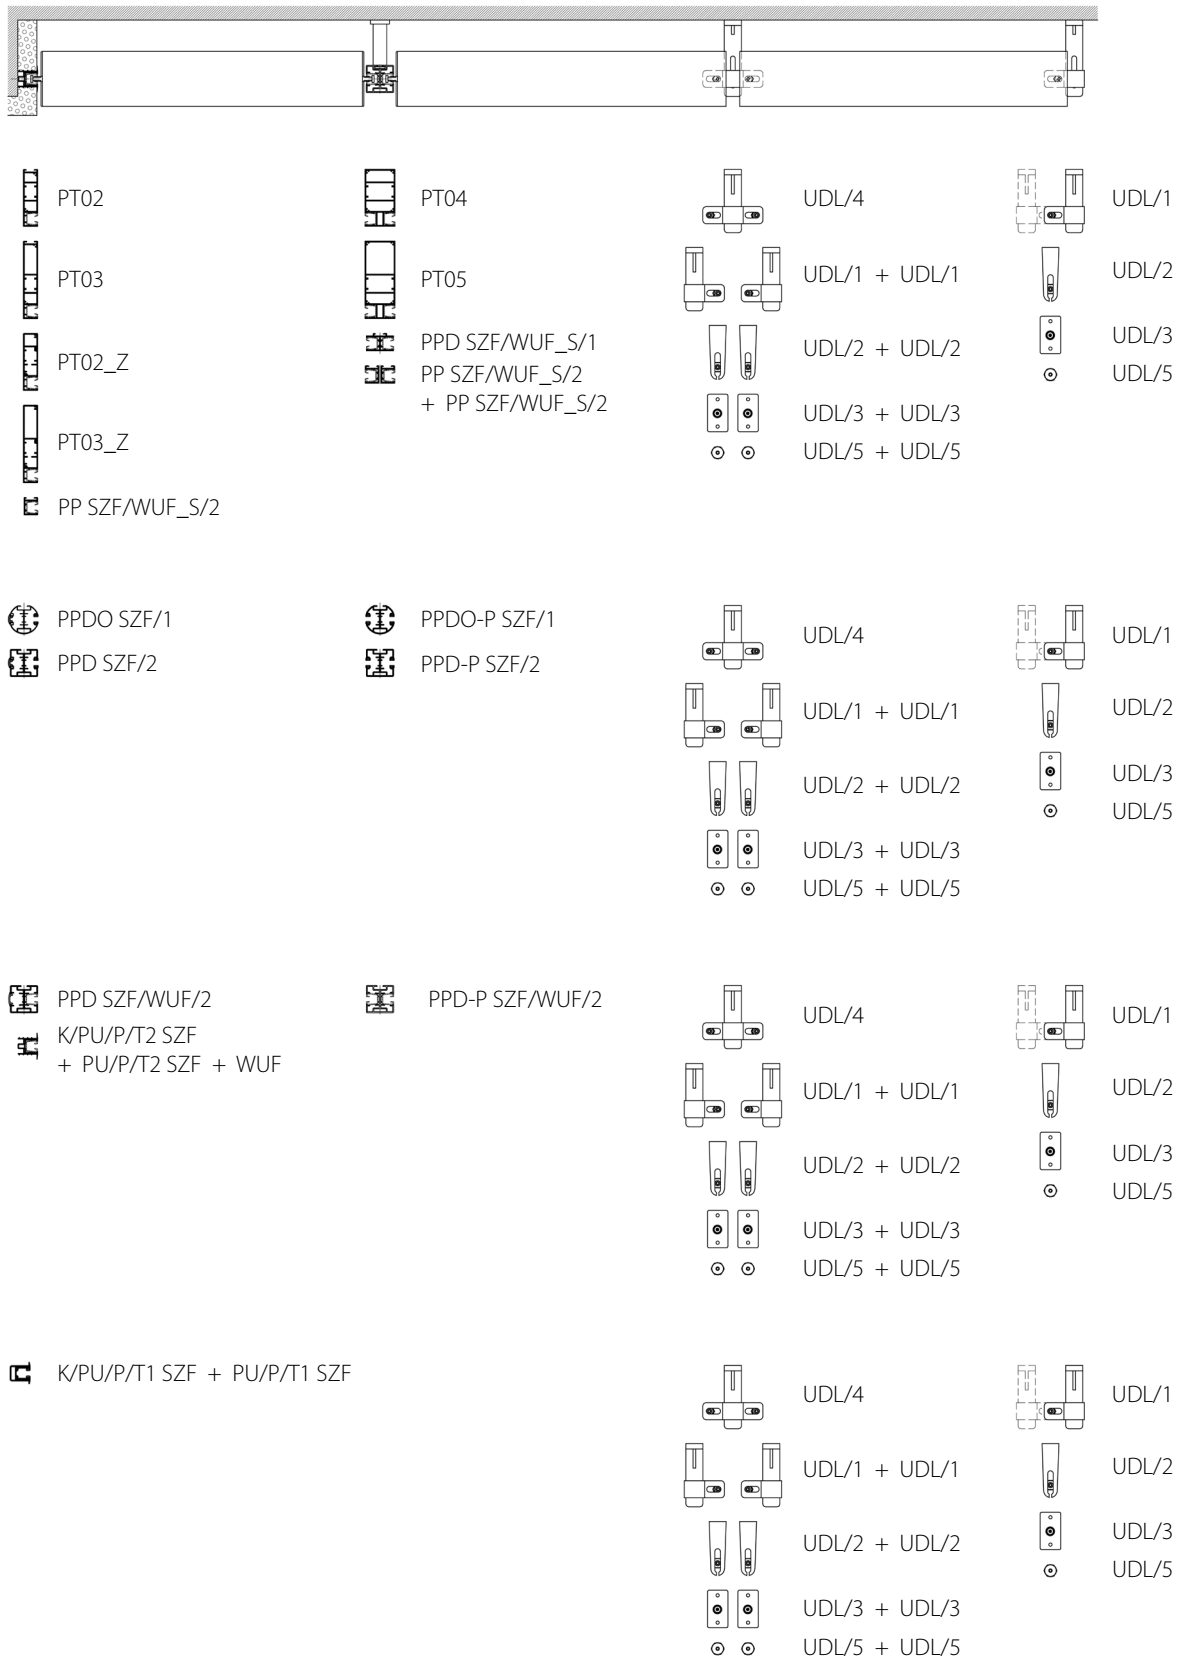 PT02
PT03
PT02_Z
PT03_Z
PP SZF/WUF_S/2
PT04
PT05
PPD SZF/WUF_S/1
PP SZF/WUF_S/2
+ PP SZF/WUF_S/2
UDL/4
UDL/1 + UDL/1
UDL/2 + UDL/2
UDL/3 + UDL/3
UDL/5 + UDL/5
UDL/1
UDL/2
UDL/3
UDL/5
PPDO SZF/1
PPD SZF/2
PPDO-P SZF/1
PPD-P SZF/2
UDL/4
UDL/1 + UDL/1
UDL/2 + UDL/2
UDL/3 + UDL/3
UDL/5 + UDL/5
UDL/1
UDL/2
UDL/3
UDL/5
PPD SZF/WUF/2
K/PU/P/T2 SZF
+ PU/P/T2 SZF + WUF
PPD-P SZF/WUF/2
UDL/4
UDL/1 + UDL/1
UDL/2 + UDL/2
UDL/3 + UDL/3
UDL/5 + UDL/5
UDL/1
UDL/2
UDL/3
UDL/5
K/PU/P/T1 SZF + PU/P/T1 SZF
UDL/4
UDL/1 + UDL/1
UDL/2 + UDL/2
UDL/3 + UDL/3
UDL/5 + UDL/5
UDL/1
UDL/2
UDL/3
UDL/5